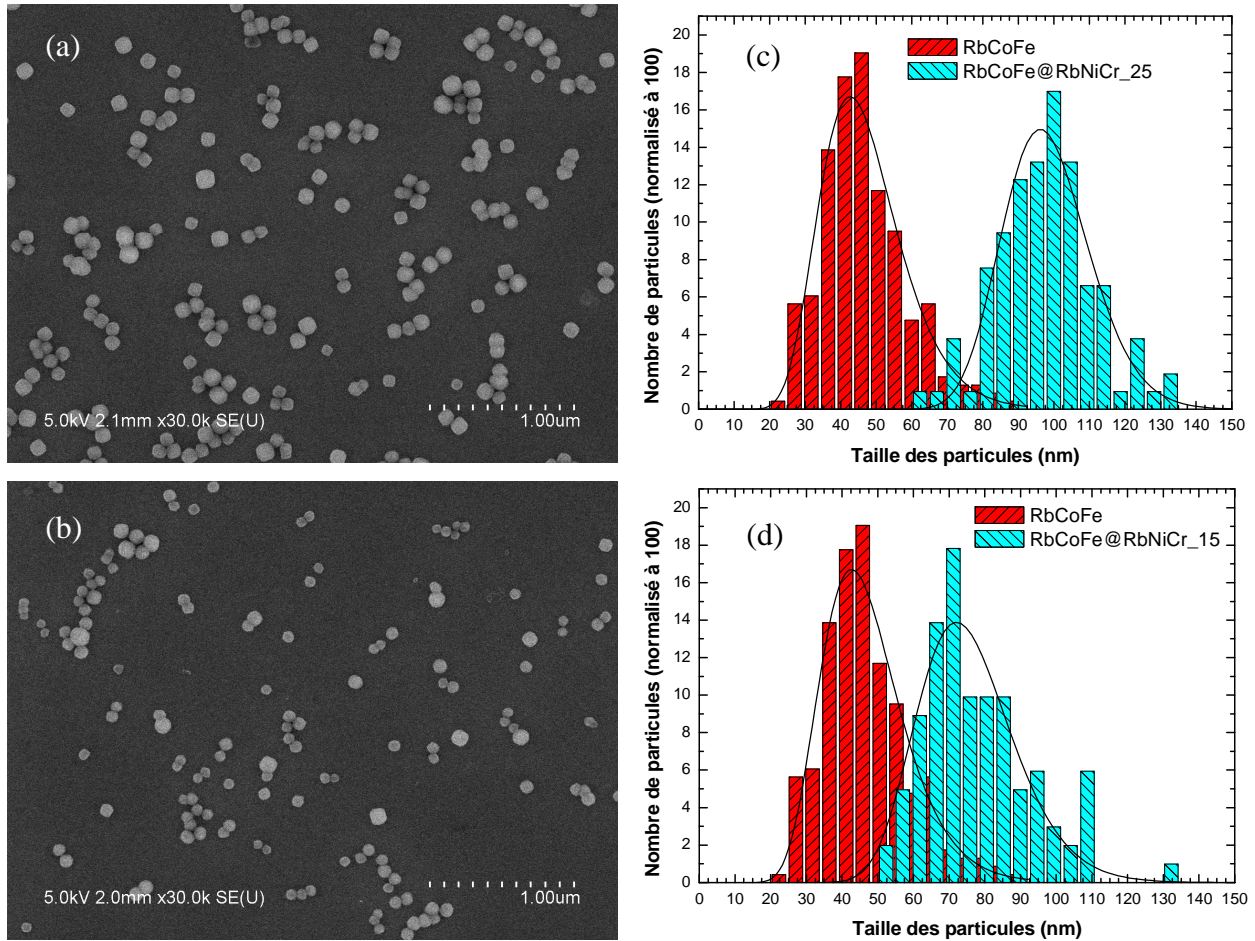 (a)
5.0kV 2.1mm x30.0k SE(U)
1.00um
(b)
5.0kV 2.0mm x30.0k SE(U)
1.00um
(c)
RbCoFe
RbCoFe@RbNiCr_25
Nombre de particules (normalisé à 100)
20
18
16
14
12
10
8
6
4
2
0
0 10 20 30 40 50 60 70 80 90 100 110 120 130 140 150
Taille des particules (nm)
(d)
RbCoFe
RbCoFe@RbNiCr_15
Nombre de particules (normalisé à 100)
20
18
16
14
12
10
8
6
4
2
0
0 10 20 30 40 50 60 70 80 90 100 110 120 130 140 150
Taille des particules (nm)